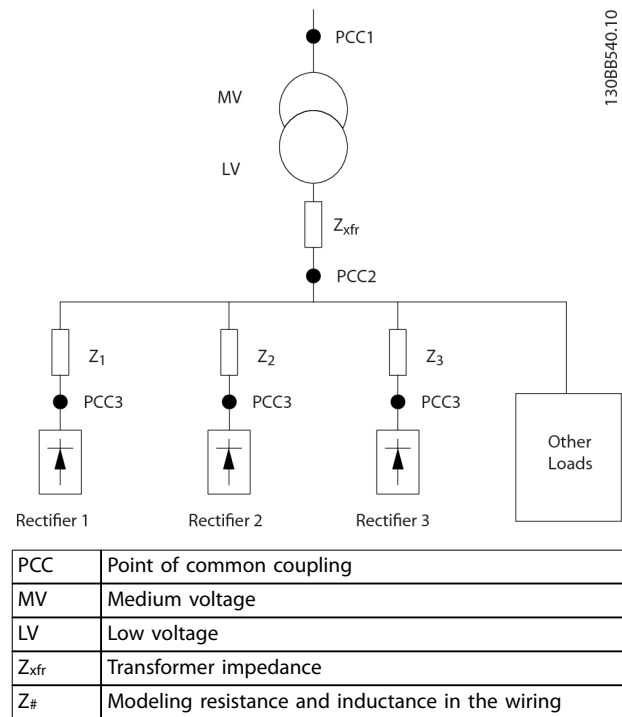 130BB540.10
PCC1
MV
LV
Zxfr
PCC2
Z1 Z2 Z3
PCC3 PCC3 PCC3
Other
Loads
Rectifier 1 Rectifier 2 Rectifier 3
PCC Point of common coupling
MV Medium voltage
LV Low voltage
Zxfr Transformer impedance
Z# Modeling resistance and inductance in the wiring